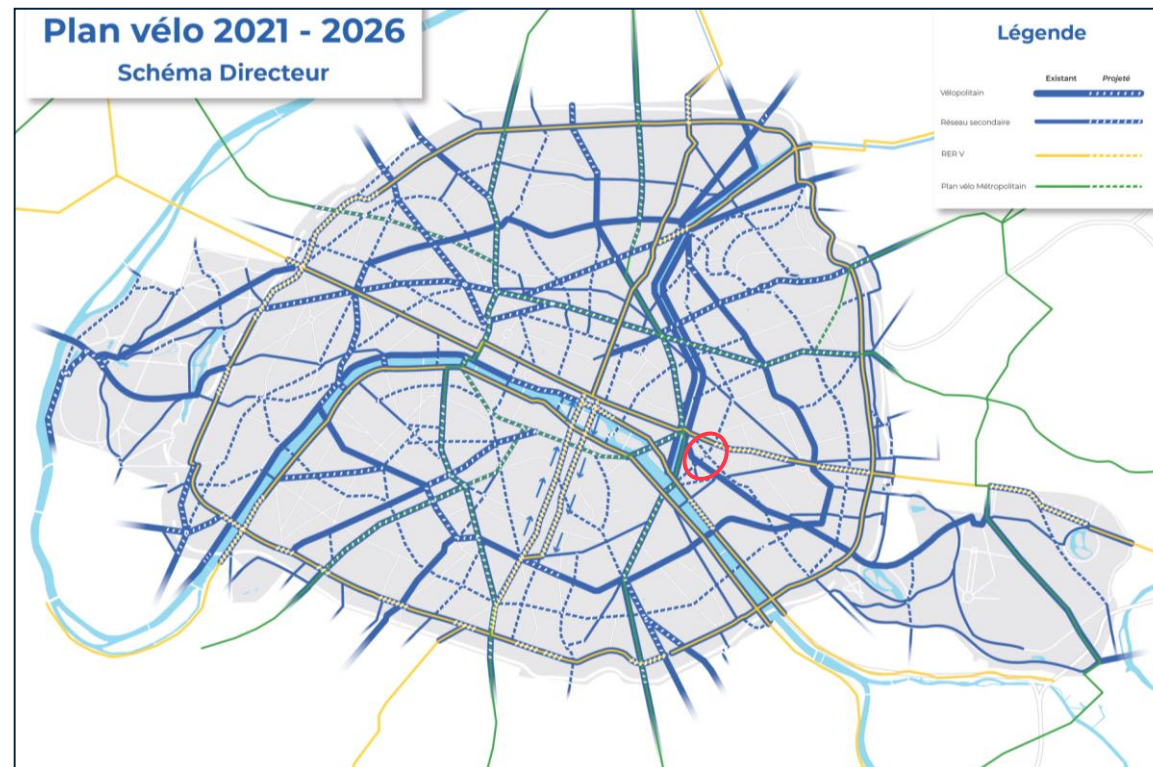 Plan vélo 2021 - 2026
Schéma Directeur
Légende
Existant Projeté
Vélopolitain
Réseau secondaire
RER V
Plan vélo Métropolitain